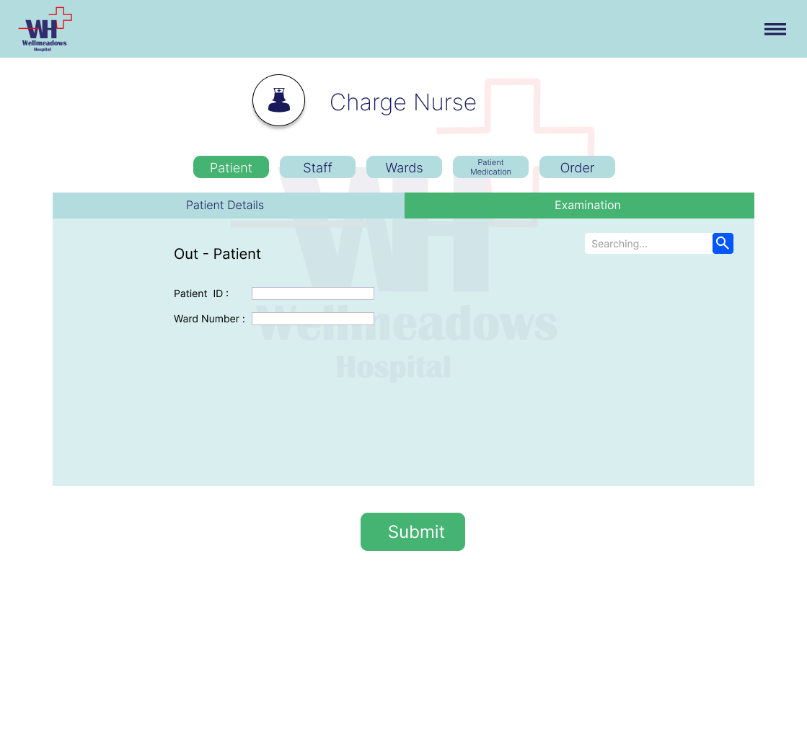 WH
Wellmeadows
Hospital
Charge Nurse
Patient
Staff
Wards
Patient
Medication
Order
Patient Details
Examination
Out - Patient
Searching...
Patient ID :
Ward Number :
WH
Wellmeadows
Hospital
Submit